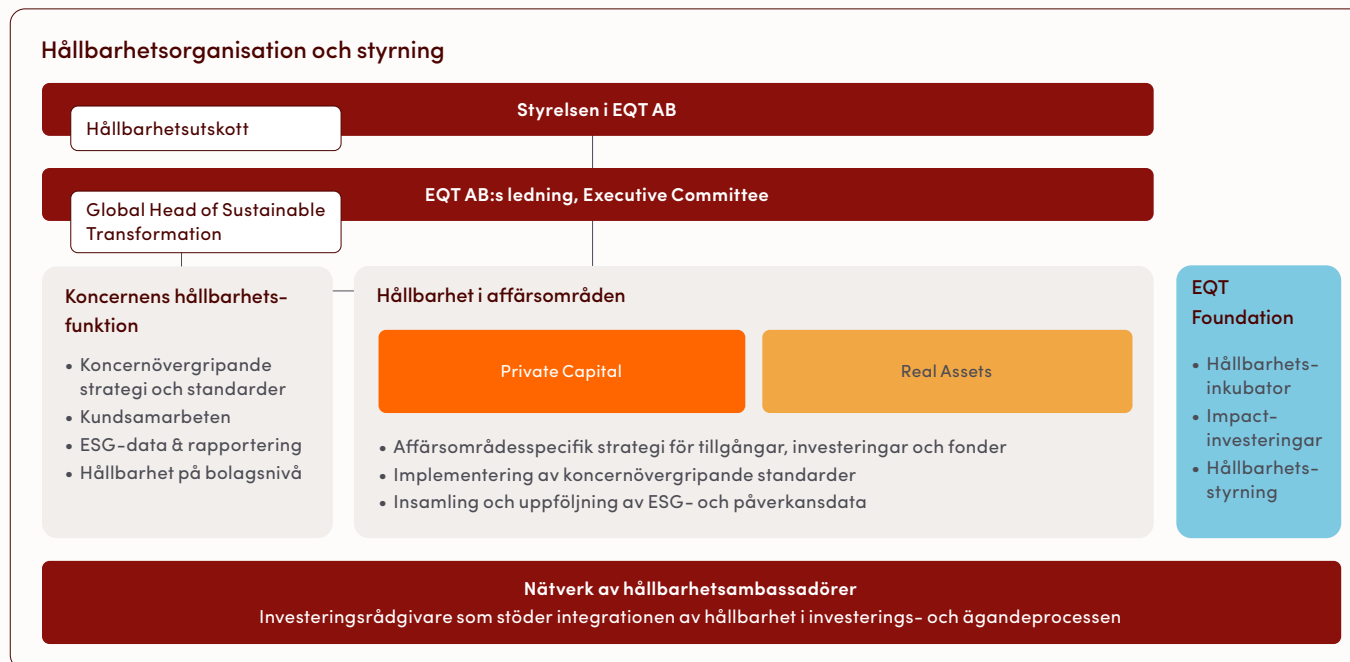 Hållbarhetsorganisation och styrning
Styrelsen i EQT AB
Hållbarhetsutskott
EQT AB:s ledning, Executive Committee
Global Head of Sustainable
Transformation
Koncernens hållbarhets-
funktion
• Koncernövergripande
strategi och standarder
• Kundsamarbeten
• ESG-data & rapportering
• Hållbarhet på bolagsnivå
Hållbarhet i affärsområden
Private Capital
Real Assets
• Affärsområdesspecifik strategi för tillgångar, investeringar och fonder
• Implementering av koncernövergripande standarder
• Insamling och uppföljning av ESG- och påverkansdata
EQT
Foundation
• Hållbarhets-
inkubator
• Impact-
investeringar
• Hållbarhets-
styrning
Nätverk av hållbarhetsambassadörer
Investeringsrådgivare som stöder integrationen av hållbarhet i investerings- och ägandeprocessen